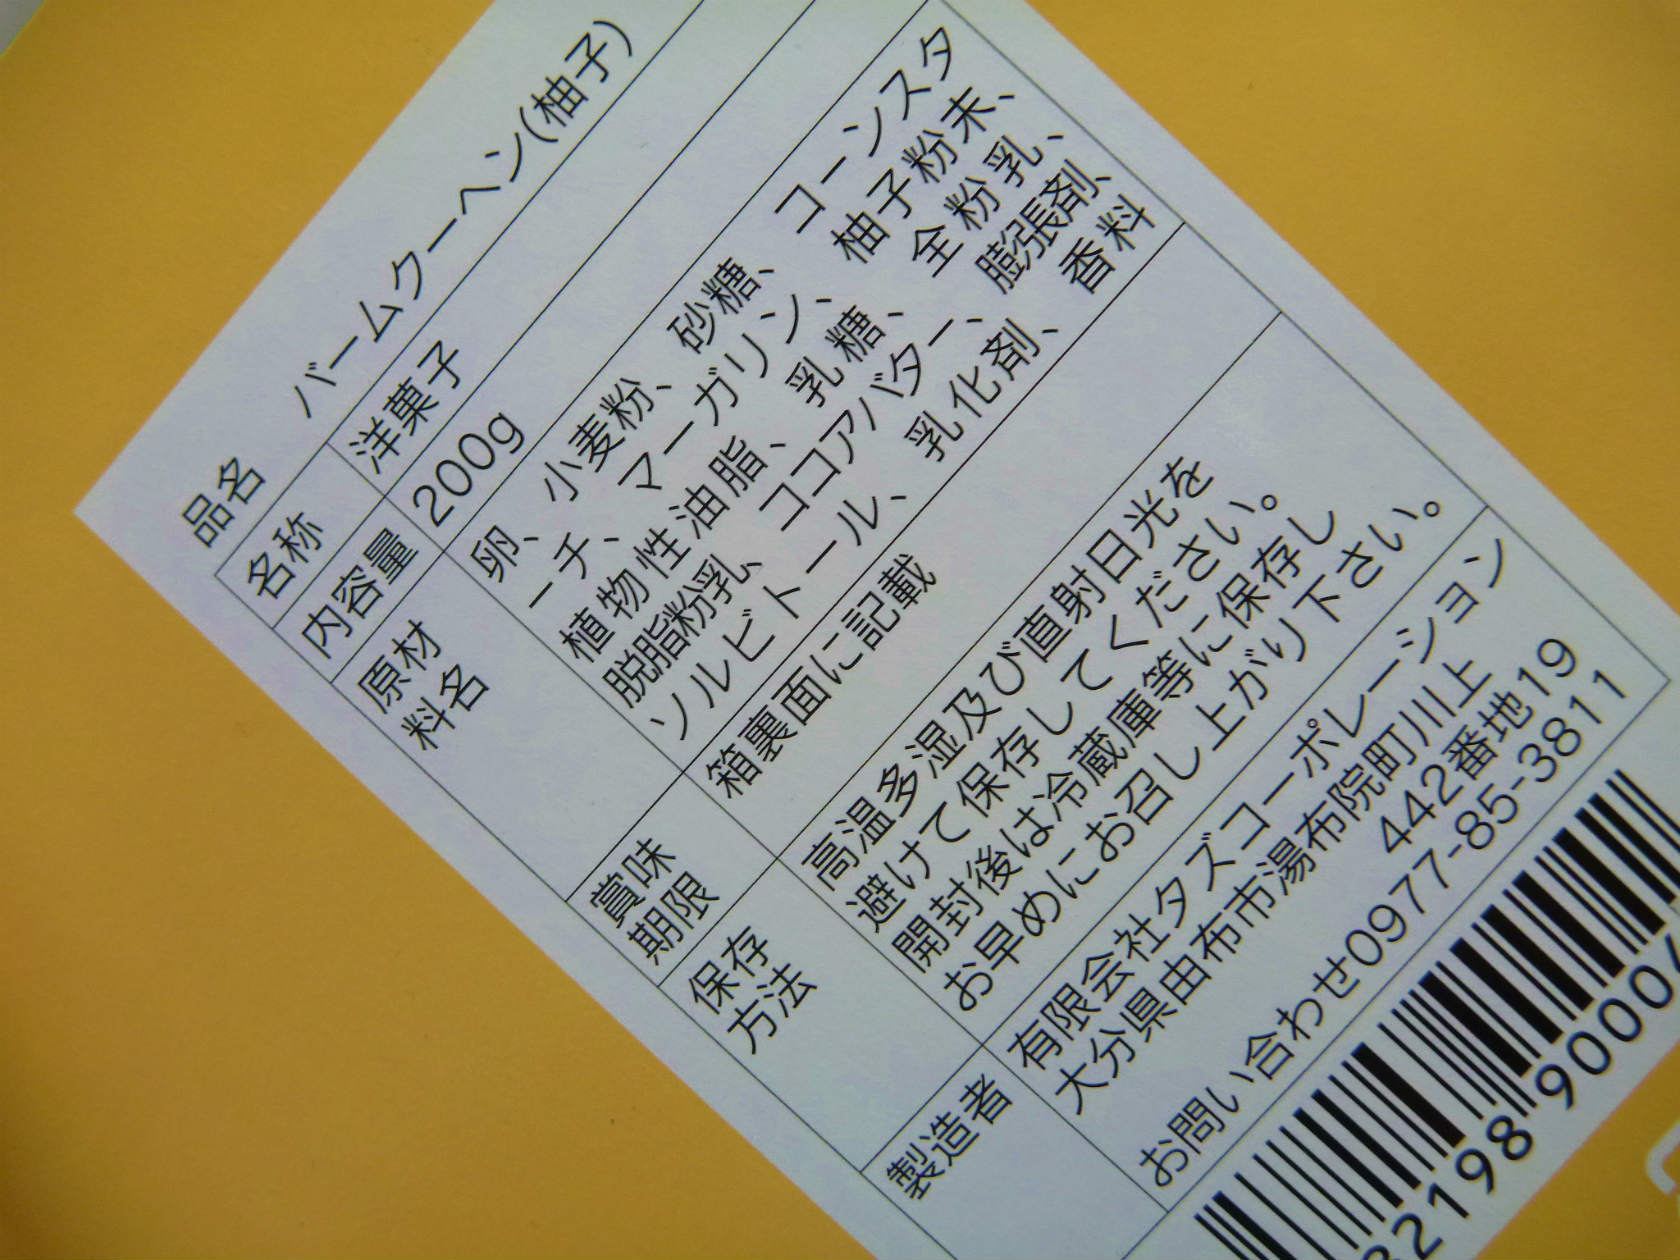 品名 バームクーヘン(柚子)
名称 洋菓子
内容量 200g
原材料名 卵、小麦粉、砂糖、コーンスタ
ーチ、マーガリン、柚子粉末、
植物性油脂、乳糖、全粉乳、
脱脂粉乳、ココアバター、膨張剤、
ソルビトール、乳化剤、香料
賞味期限 箱裏面に記載
保存方法 高温多湿及び直射日光を
避けて保存してください。
開封後は冷蔵庫等に保存し
お早めにお召し上がり下さい。
製造者 有限会社タズコーポレーション
大分県由布市湯布院町川上
442番地19
お問い合わせ0977-85-3811
2198 9000